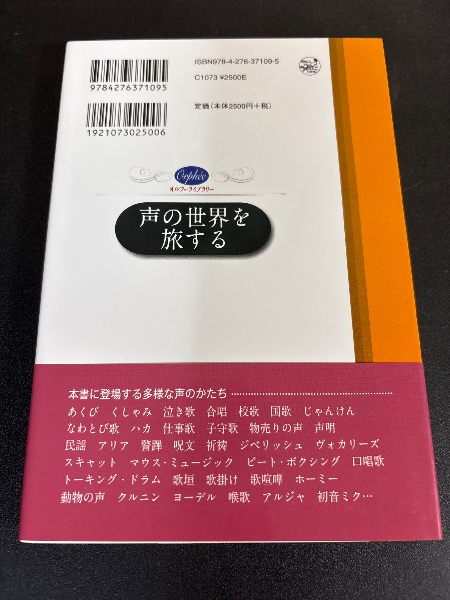 ISBN978-4-276-37109-5
C1073 ¥2500E
定価(本体2500円+税)
9784276371095
1921073025006
Orphée
オルフェ・ライブラリー
声の世界を
旅する
本書に登場する多様な声のかたち
あくび くしゃみ 泣き歌 合唱 校歌 国歌 じゃんけん
なわとび歌 ハカ 仕事歌 子守歌 物売りの声 声明
民謡 アリア 警蹕 呪文 祈祷 ジベリッシュ ヴォカリーズ
スキャット マウス・ミュージック ビート・ボクシング 口唱歌
トーキング・ドラム 歌垣 歌掛け 歌喧嘩 ホーミー
動物の声 クルニン ヨーデル 喉歌 アルジャ 初音ミク…